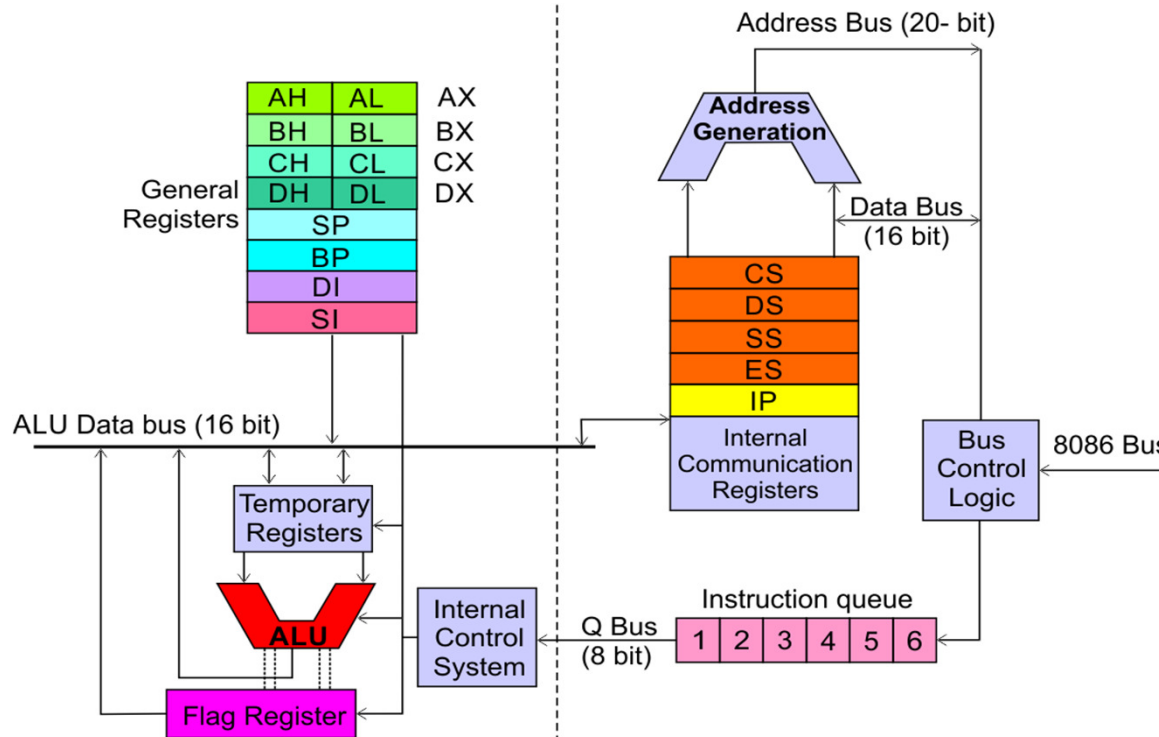 Address Bus (20- bit)
AH AL AX
BH BL BX
CH CL CX
DH DL DX
General
Registers
SP
BP
DI
SI
Address
Generation
Data Bus
(16 bit)
CS
DS
SS
ES
IP
Internal
Communication
Registers
ALU Data bus (16 bit)
Bus
Control
Logic
8086 Bus
Temporary
Registers
ALU
Internal
Control
System
Flag Register
Q Bus
(8 bit)
Instruction queue
1 2 3 4 5 6